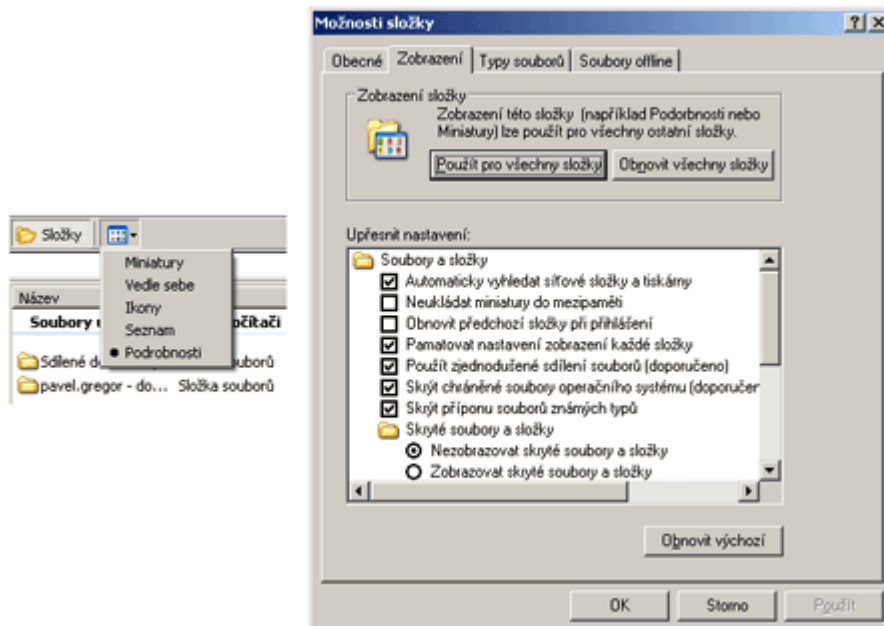 Složky
Miniatury
Vedle sebe
Ikony
Seznam
Podrobnosti
Název
Soubory u očítači
Sdílené d ouborů
pavel.gregor - do... Složka souborů
Možnosti složky
Obecné Zobrazení Typy souborů Soubory offline
Zobrazení složky
Zobrazení této složky (například Podorbnosti nebo
Miniatury) lze použít pro všechny ostatní složky.
Použít pro všechny složky Obnovit všechny složky
Upřesnit nastavení:
Soubory a složky
Automaticky vyhledat síťové složky a tiskárny
Neukládat miniatury do mezipaměti
Obnovit předchozí složky při přihlášení
Pamatovat nastavení zobrazení každé složky
Použít zjednodušené sdílení souborů (doporučeno)
Skrýt chráněné soubory operačního systému (doporučer
Skrýt příponu souborů známých typů
Skryté soubory a složky
Nezobrazovat skryté soubory a složky
Zobrazovat skryté soubory a složky
Obnovit výchozí
OK Storno Použít